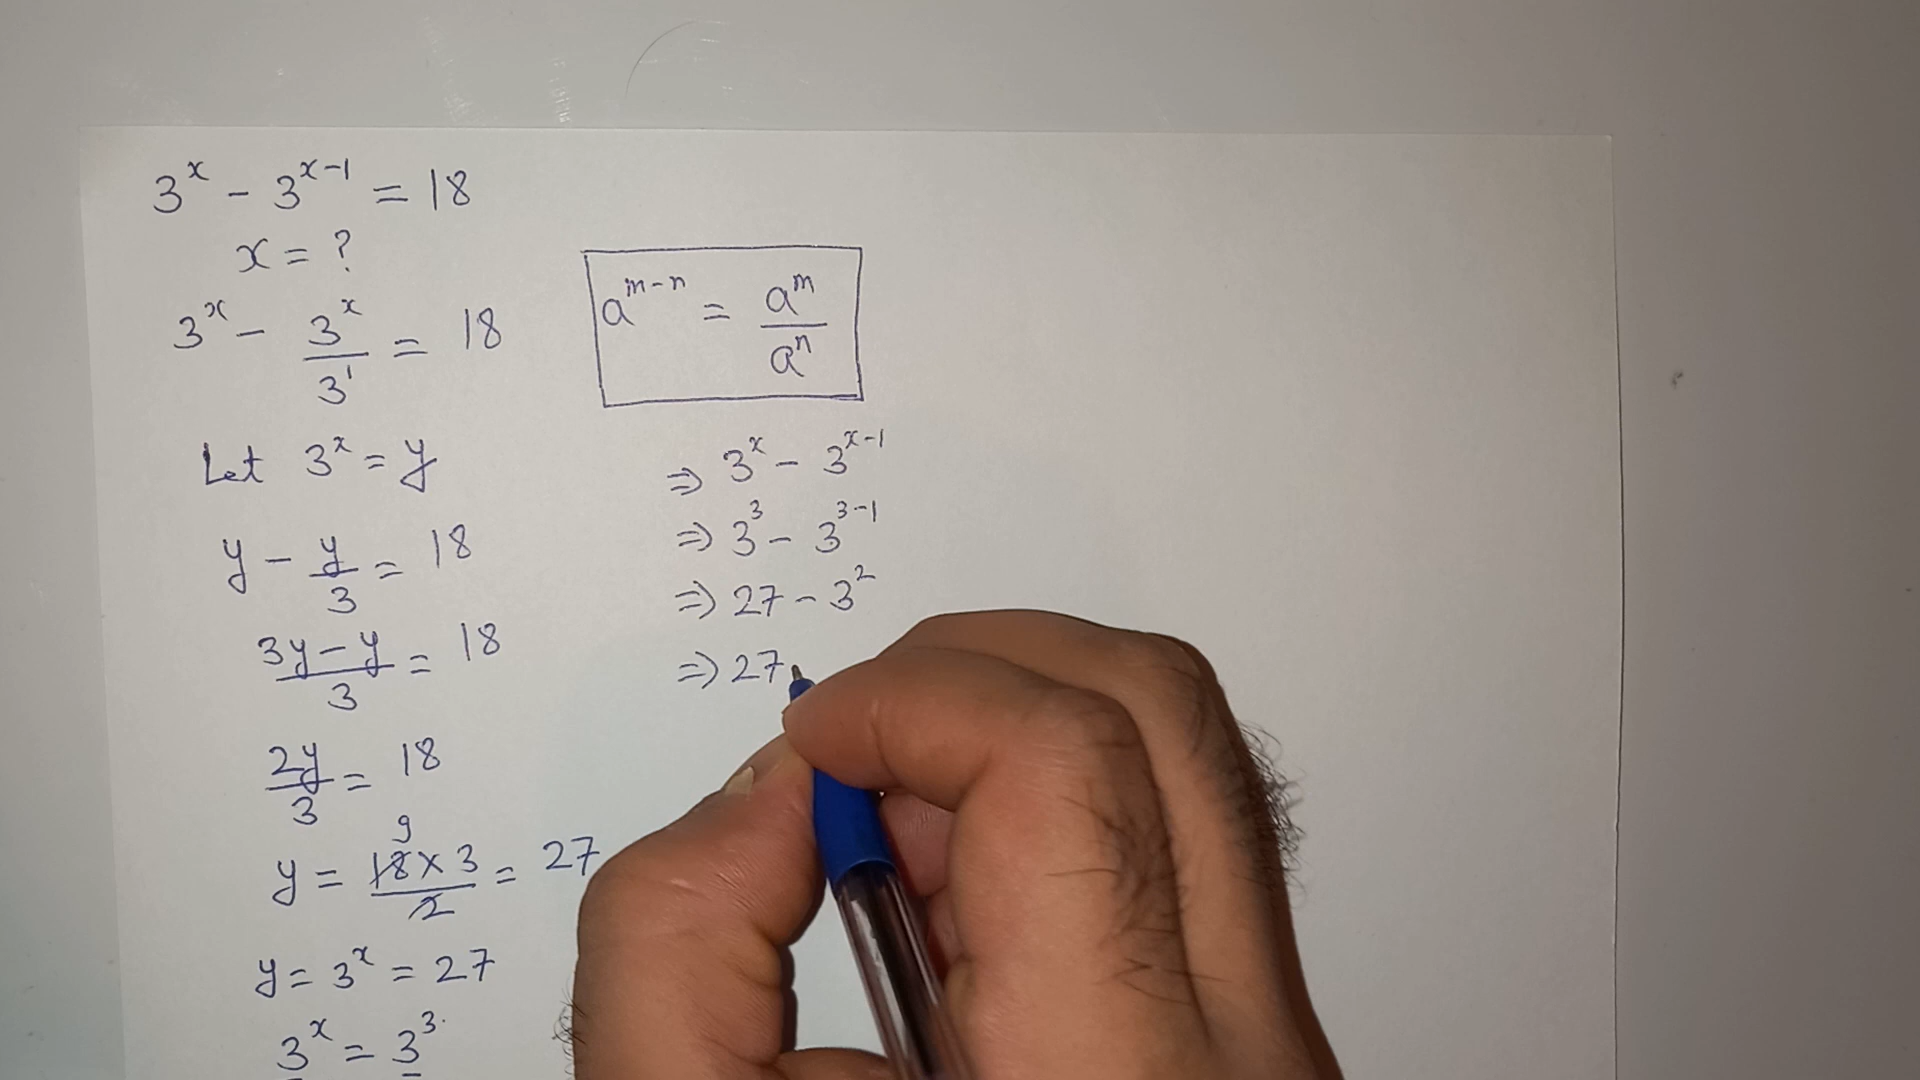 3^x - 3^(x-1) = 18
x = ?
3^x - 3^x/3^1 = 18
Let 3^x = y
y - y/3 = 18
(3y - y)/3 = 18
2y/3 = 18
9
y = (18 × 3)/2 = 27
y = 3^x = 27
3^x = 3^3
a^(m-n) = a^m/a^n
⇒ 3^x - 3^(x-1)
⇒ 3^3 - 3^(3-1)
⇒ 27 - 3^2
⇒ 27